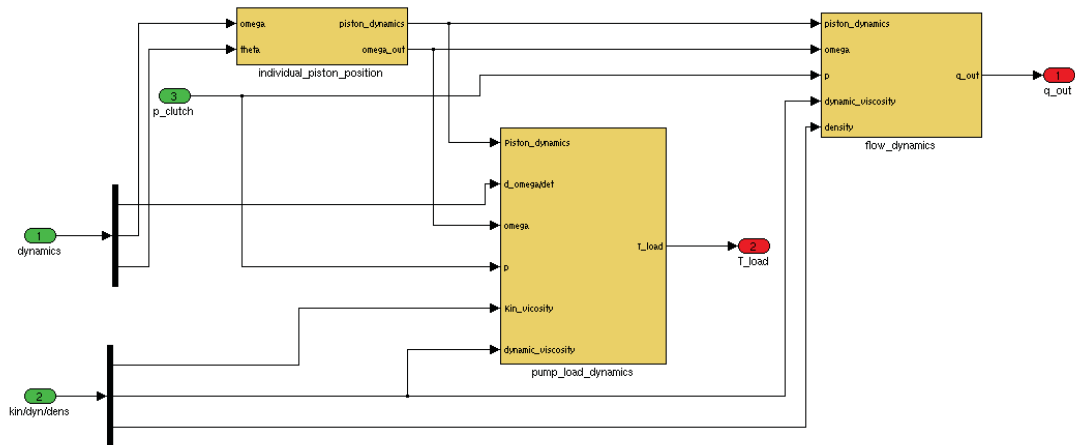 omega
theta
piston_dynamics
omega_out
individual_piston_position
3
p_clutch
1
dynamics
2
kin/dyn/dens
Piston_dynamics
d_omega/det
omega
p
Kin_vicosity
dynamic_viscosity
T_load
pump_load_dynamics
2
T_load
piston_dynamics
omega
p
dynamic_viscosity
density
q_out
flow_dynamics
1
q_out